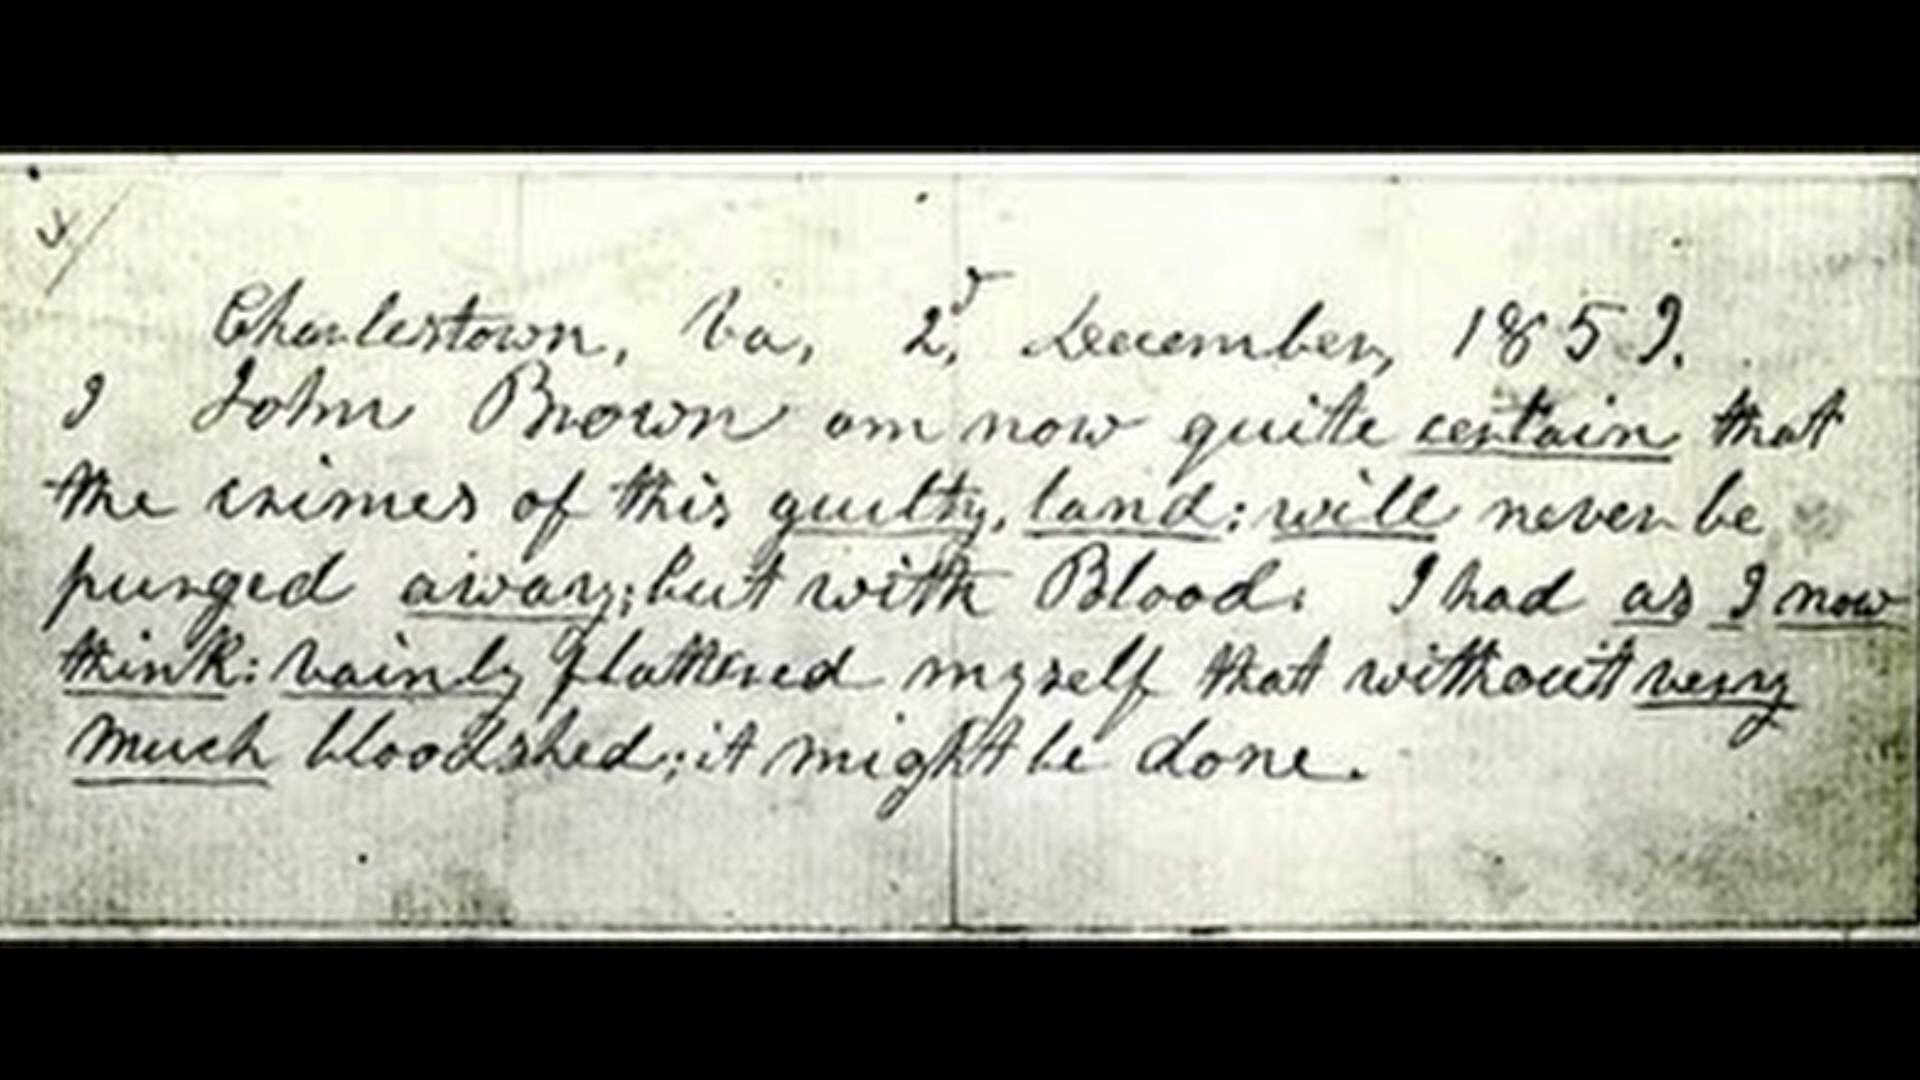 Charlestown, Va, 2,d December, 1859.
I John Brown am now quite certain that
the crimes of this guilty, land: will never be
purged away; but with Blood. I had as I now
think: vainly flattered myself that without very
much bloodshed; it might be done.